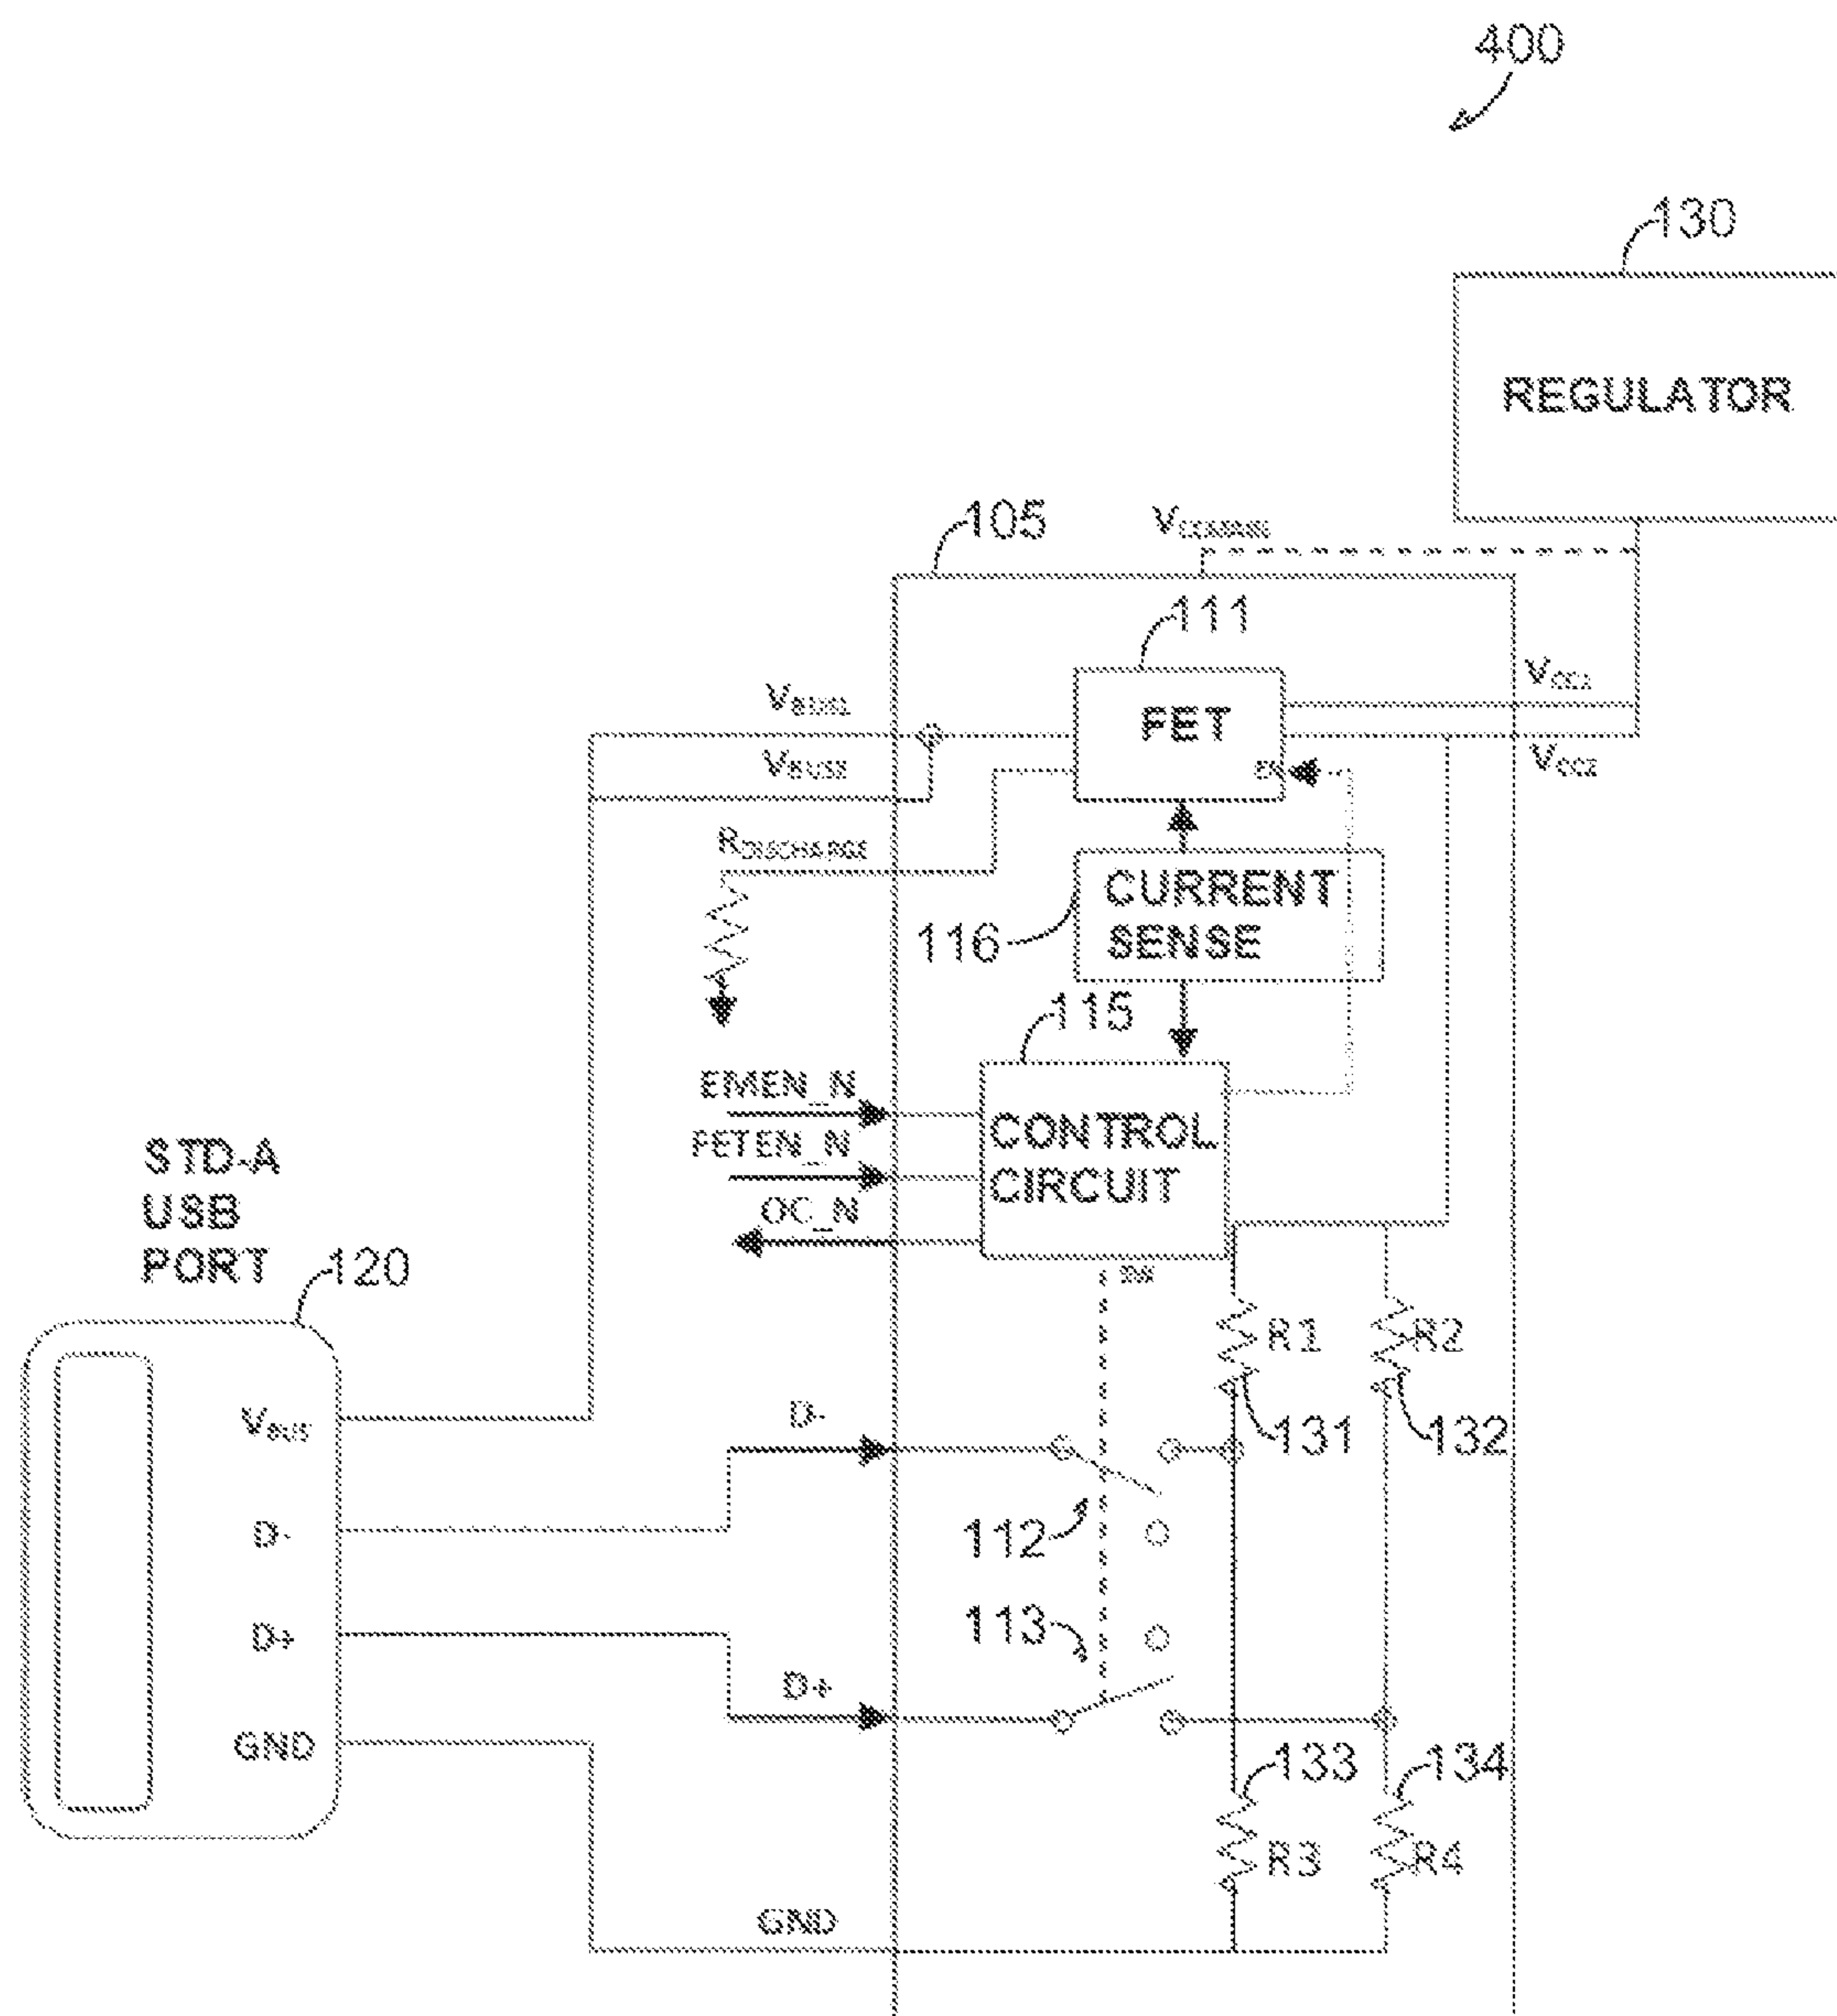 400
130
REGULATOR
105
111
VBUS1
FET
VCC1
VBUS2
EN
VCC2
RDISCHARGE
CURRENT
SENSE
116
115
EMEN_N
FETEN_N
CONTROL
CIRCUIT
OC_N
STD-A
USB
PORT
120
R1
R2
VBUS
D-
131
132
D-
112
D+
113
D+
GND
133
134
R3
R4
GND